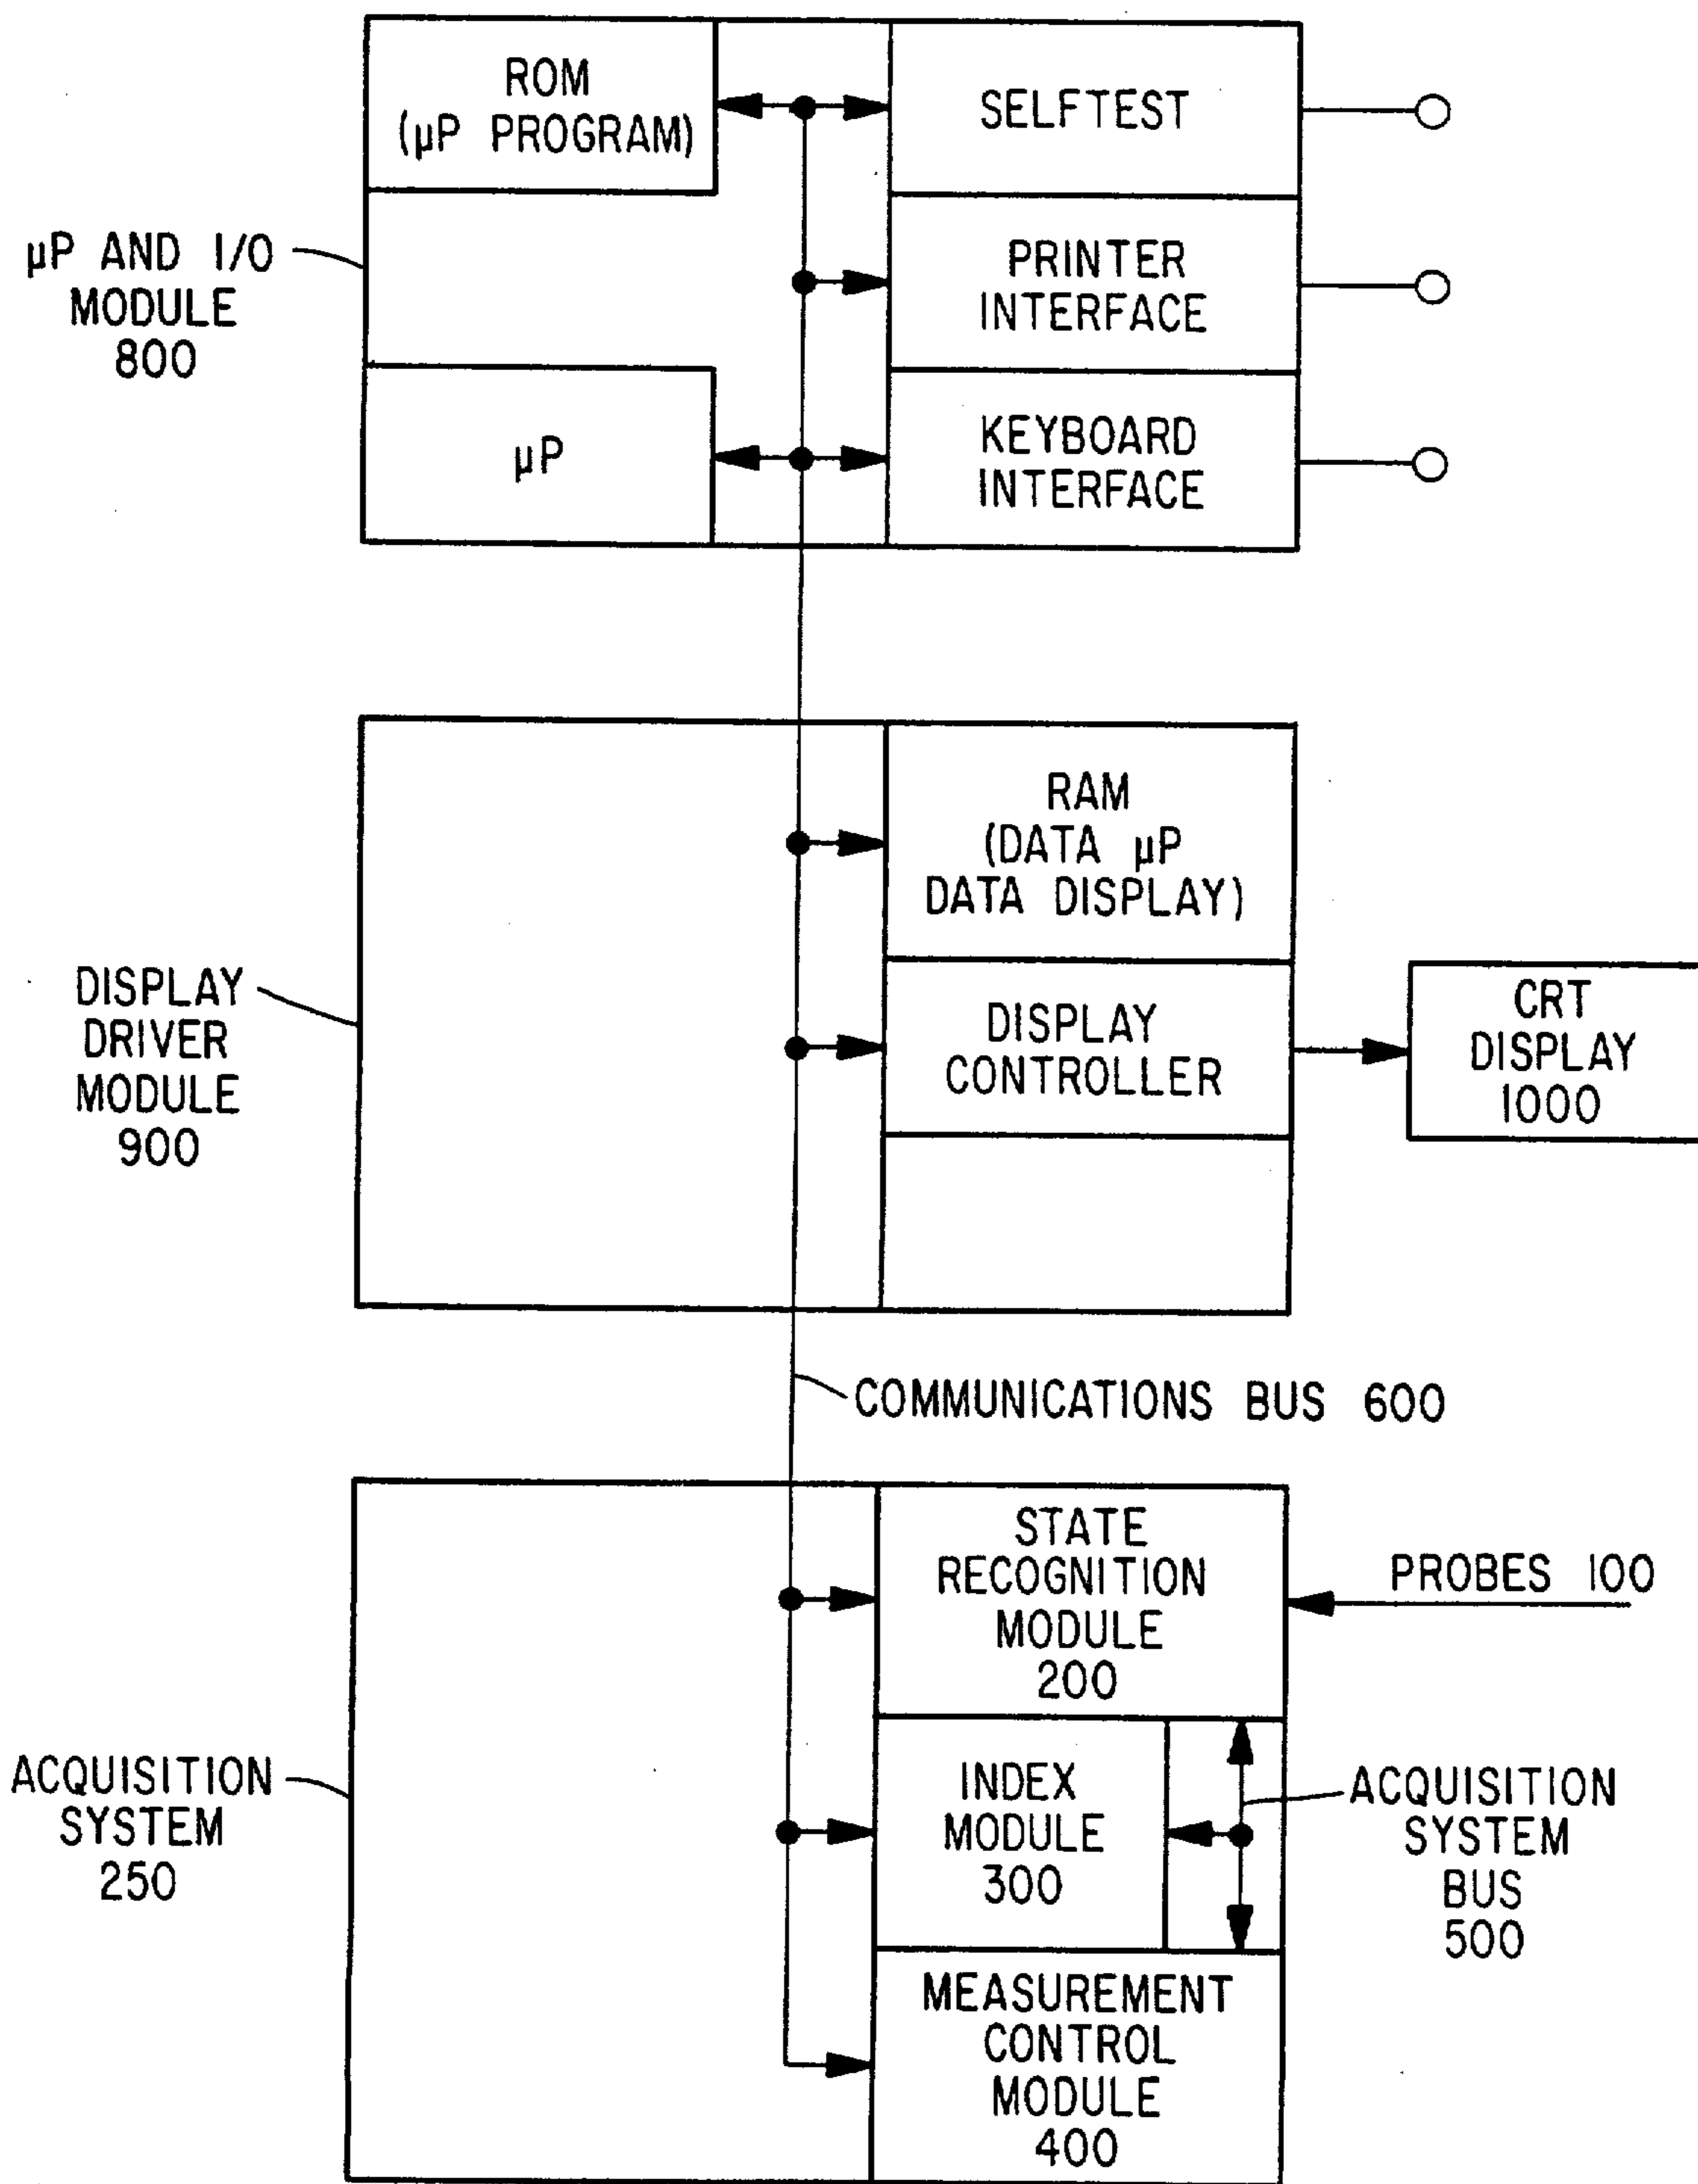 ROM
(µP PROGRAM)
SELFTEST
µP AND I/O
MODULE
800
PRINTER
INTERFACE
µP
KEYBOARD
INTERFACE
RAM
(DATA µP
DATA DISPLAY)
DISPLAY
DRIVER
MODULE
900
DISPLAY
CONTROLLER
CRT
DISPLAY
1000
COMMUNICATIONS BUS 600
STATE
RECOGNITION
MODULE
200
PROBES 100
ACQUISITION
SYSTEM
250
INDEX
MODULE
300
ACQUISITION
SYSTEM
BUS
500
MEASUREMENT
CONTROL
MODULE
400